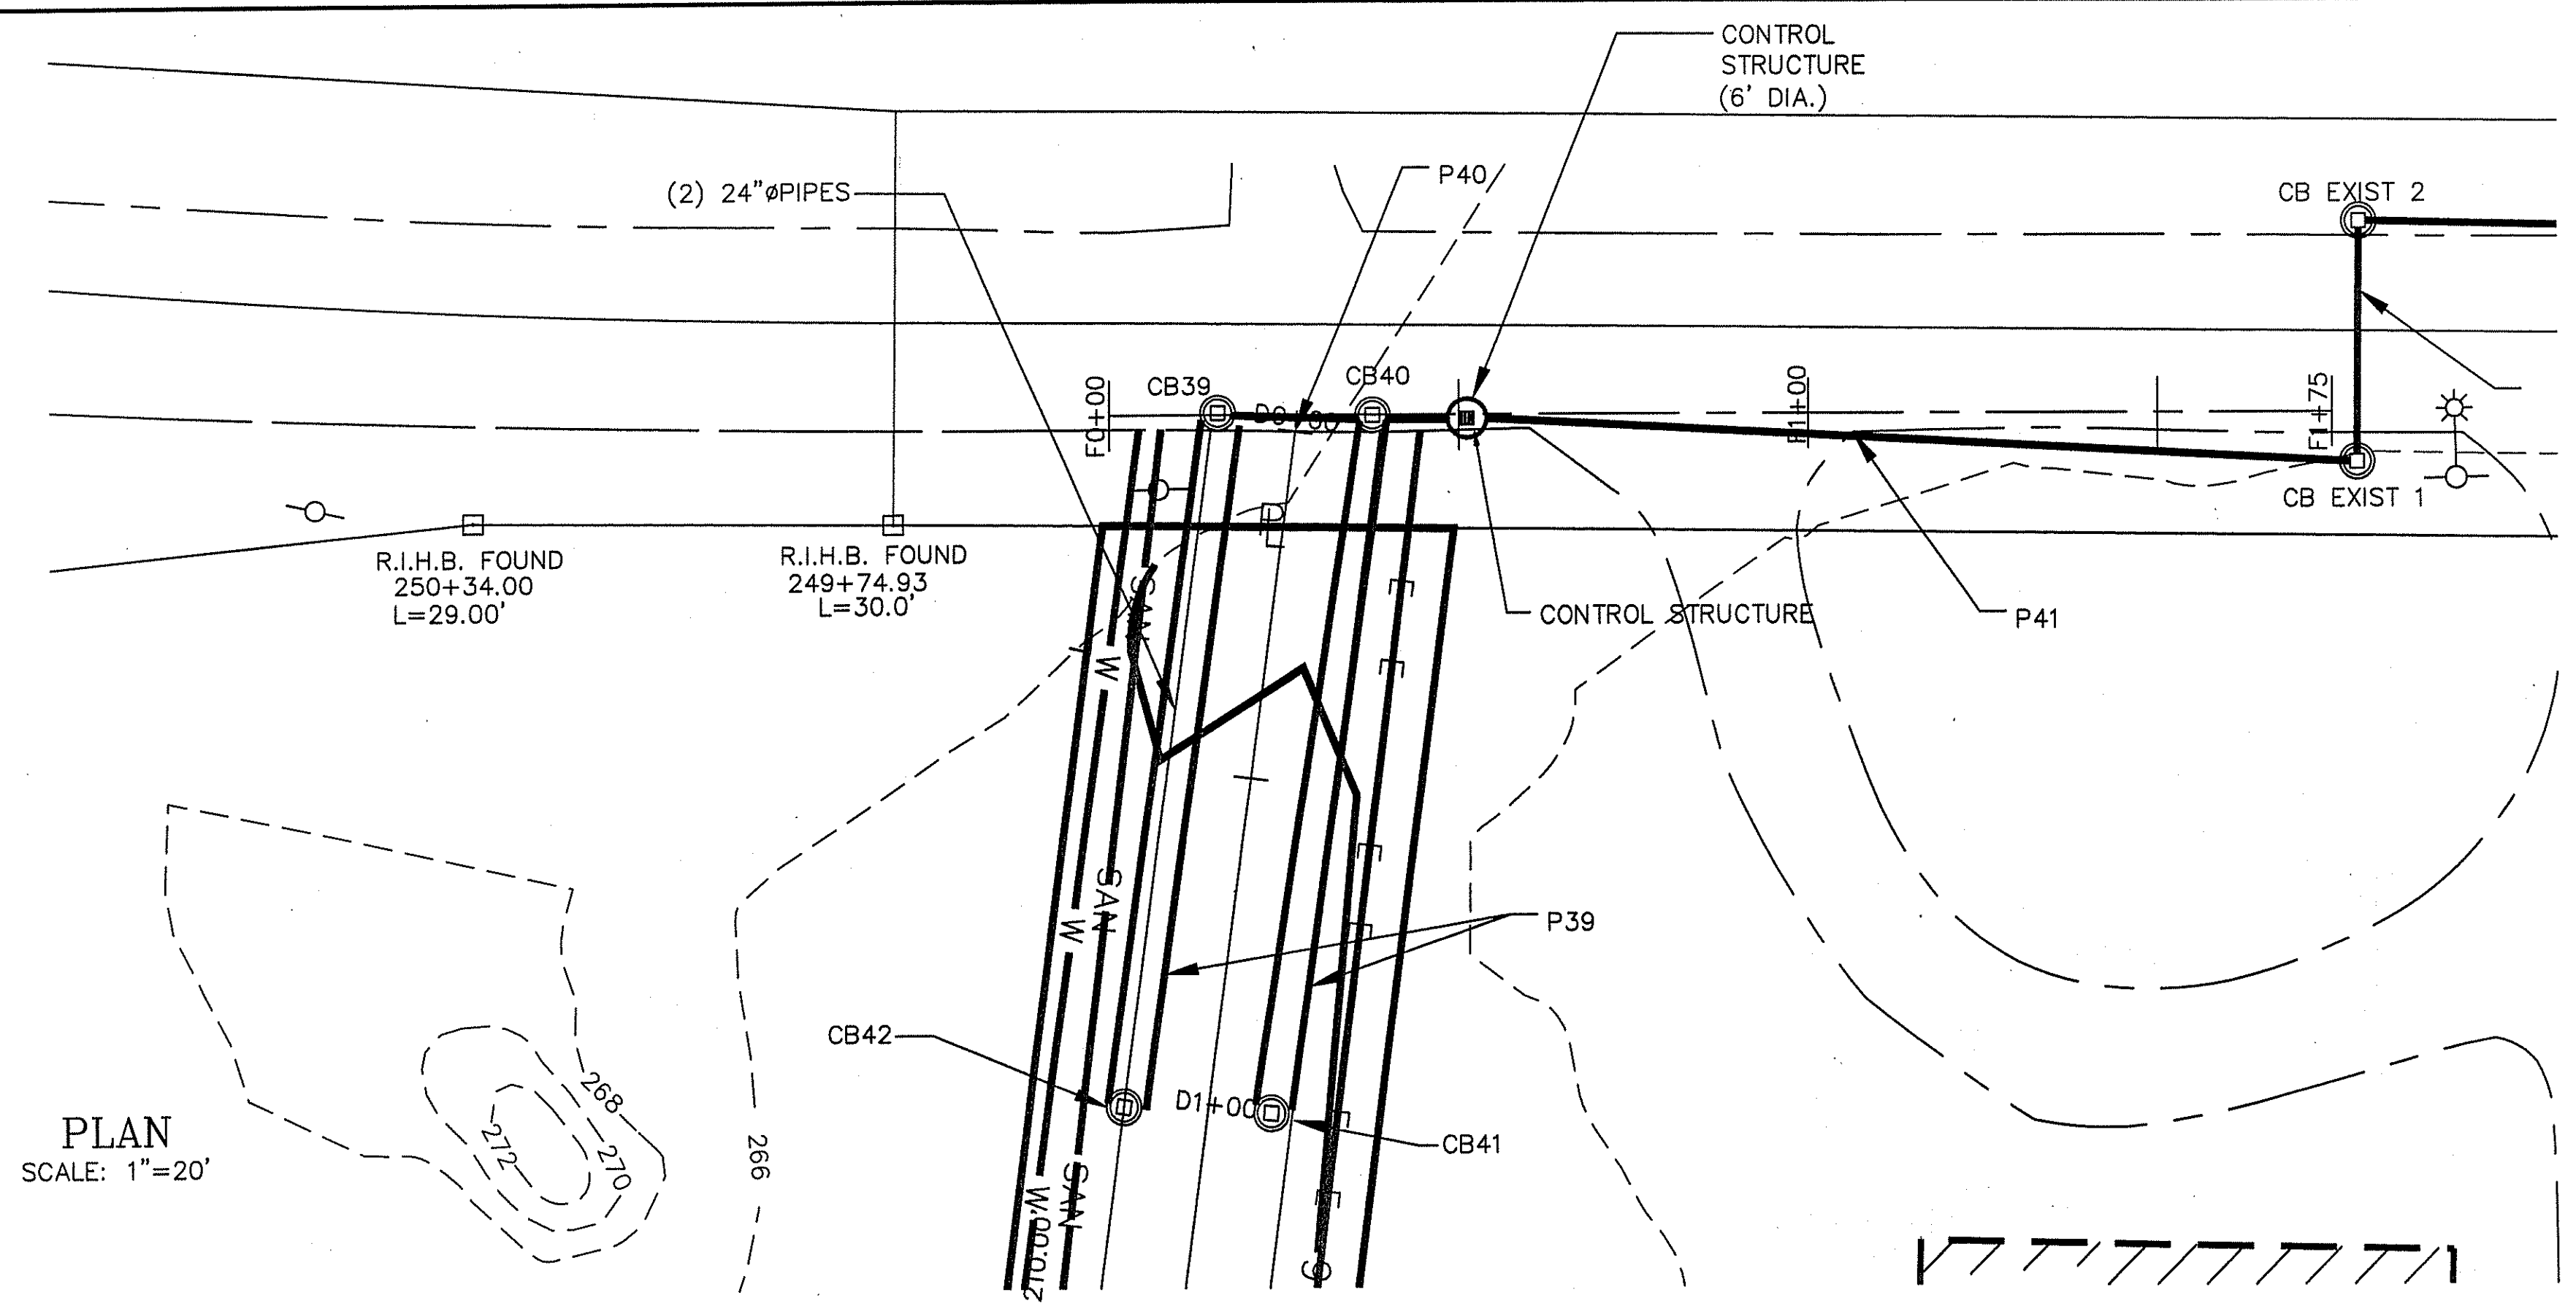 CONTROL
STRUCTURE
(6' DIA.)
P40
(2) 24"øPIPES
CB EXIST 2
CB39
CB40
F0+00
F1+00
F1+75
CB EXIST 1
R.I.H.B. FOUND
250+34.00
L=29.00'
R.I.H.B. FOUND
249+74.93
L=30.0'
PL
SAN
W
E
E
CONTROL STRUCTURE
P41
E
SAN
W
E
P39
CB42
D1+00
E
CB41
268
270
272
266
PLAN
SCALE: 1"=20'
SAN
W
E
210.00'